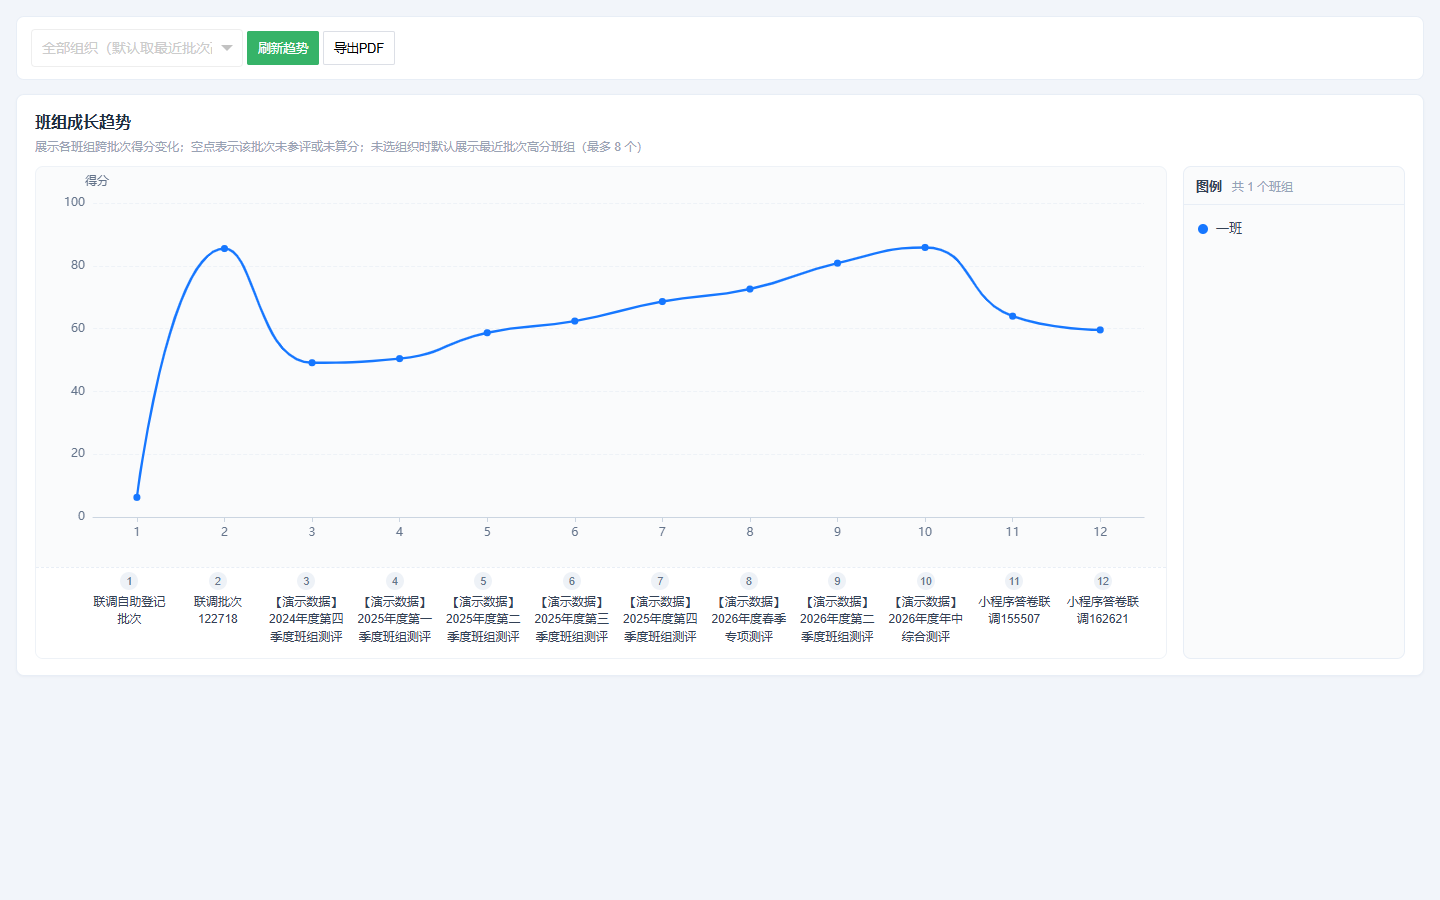 全部组织（默认取最近批次高
刷新趋势
导出PDF
班组成长趋势
展示各班组跨批次得分变化；空点表示该批次未参评或未算分；未选组织时默认展示最近批次高分班组（最多 8 个）
得分
100
80
60
40
20
0
1 2 3 4 5 6 7 8 9 10 11 12
1
联调自助登记
批次
2
联调批次
122718
3
【演示数据】
2024年度第四
季度班组测评
4
【演示数据】
2025年度第一
季度班组测评
5
【演示数据】
2025年度第二
季度班组测评
6
【演示数据】
2025年度第三
季度班组测评
7
【演示数据】
2025年度第四
季度班组测评
8
【演示数据】
2026年度春季
专项测评
9
【演示数据】
2026年度第二
季度班组测评
10
【演示数据】
2026年度年中
综合测评
11
小程序答卷联
调155507
12
小程序答卷联
调162621
图例 共 1 个班组
一班